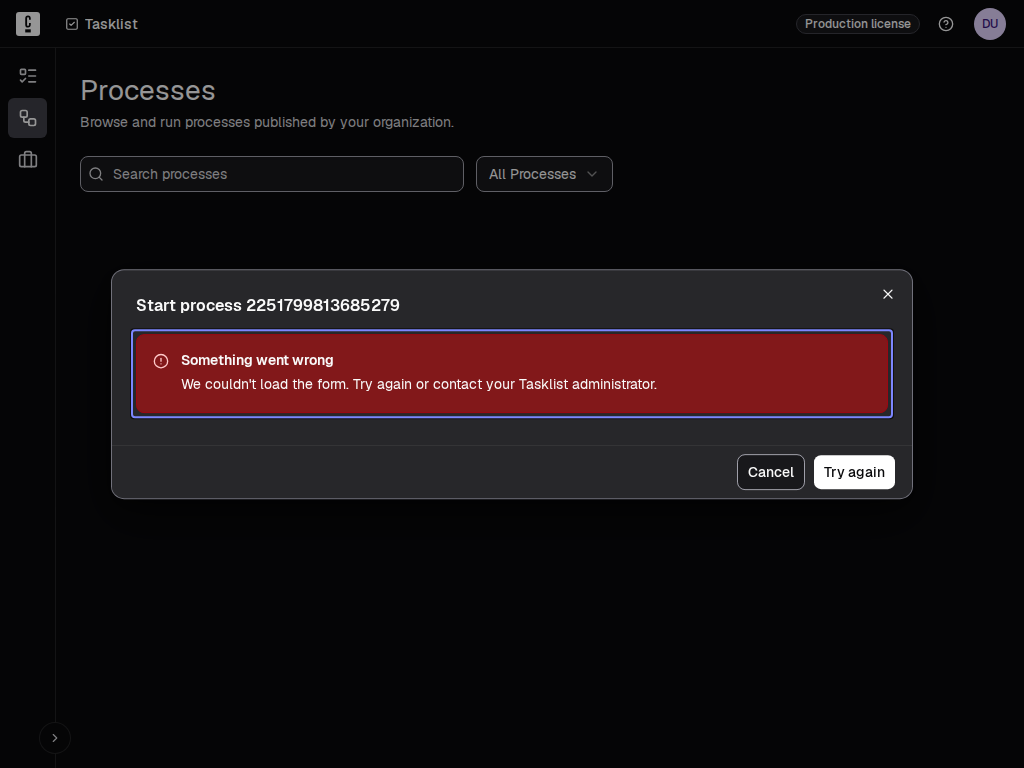 Tasklist
Production license
DU
Processes
Browse and run processes published by your organization.
Search processes
All Processes
Start process 2251799813685279
Something went wrong
We couldn't load the form. Try again or contact your Tasklist administrator.
Cancel
Try again